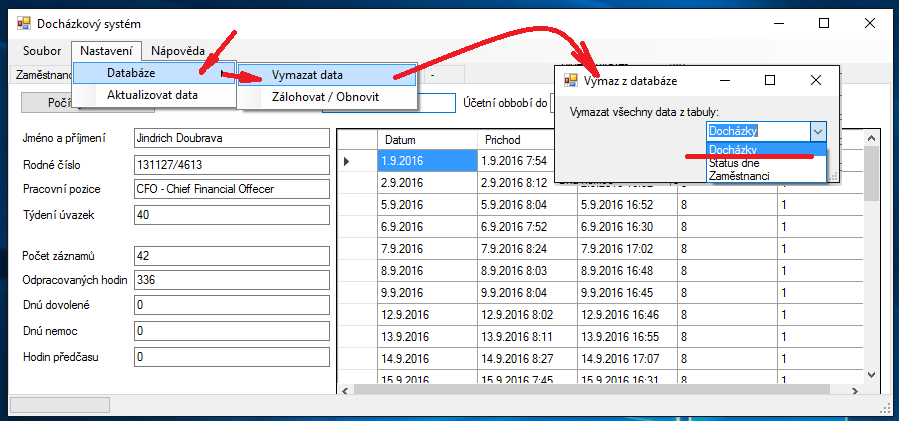 Docházkový systém
Soubor Nastavení Nápověda
Databáze
Aktualizovat data
Vymazat data
Zálohovat / Obnovit
Zaměstnanc
-
Počí
Účetní obbobí do
Výmaz z databáze
Vymazat všechny data z tabuly:
Docházky
Docházky
Status dne
Zaměstnanci
Jméno a příjmení Jindrich Doubrava
Rodné číslo 131127/4613
Pracovní pozice CFO - Chief Financial Offecer
Týdení úvazek 40
Počet záznamů 42
Odpracovaných hodin 336
Dnů dovolené 0
Dnů nemoc 0
Hodin předčasu 0
Datum Prichod
1.9.2016 1.9.2016 7:54
2.9.2016 2.9.2016 8:12
5.9.2016 5.9.2016 8:04 5.9.2016 16:52 8 1
6.9.2016 6.9.2016 7:52 6.9.2016 16:30 8 1
7.9.2016 7.9.2016 8:24 7.9.2016 17:02 8 1
8.9.2016 8.9.2016 8:03 8.9.2016 16:48 8 1
9.9.2016 9.9.2016 8:04 9.9.2016 16:45 8 1
12.9.2016 12.9.2016 8:02 12.9.2016 16:46 8 1
13.9.2016 13.9.2016 8:11 13.9.2016 16:55 8 1
14.9.2016 14.9.2016 8:27 14.9.2016 17:07 8 1
15.9.2016 15.9.2016 7:45 15.9.2016 16:31 8 1